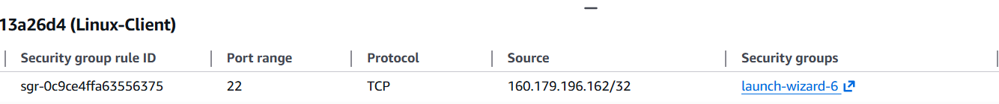 13a26d4 (Linux-Client)
Security group rule ID Port range Protocol Source Security groups
sgr-0c9ce4ffa63556375 22 TCP 160.179.196.162/32 launch-wizard-6